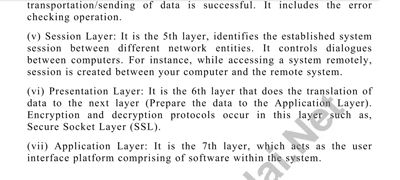 transportation/sending of data is successful. It includes the error
checking operation.
(v) Session Layer: It is the 5th layer, identifies the established system
session between different network entities. It controls dialogues
between computers. For instance, while accessing a system remotely,
session is created between your computer and the remote system.
(vi) Presentation Layer: It is the 6th layer that does the translation of
data to the next layer (Prepare the data to the Application Layer).
Encryption and decryption protocols occur in this layer such as,
Secure Socket Layer (SSL).
(vii) Application Layer: It is the 7th layer, which acts as the user
interface platform comprising of software within the system.